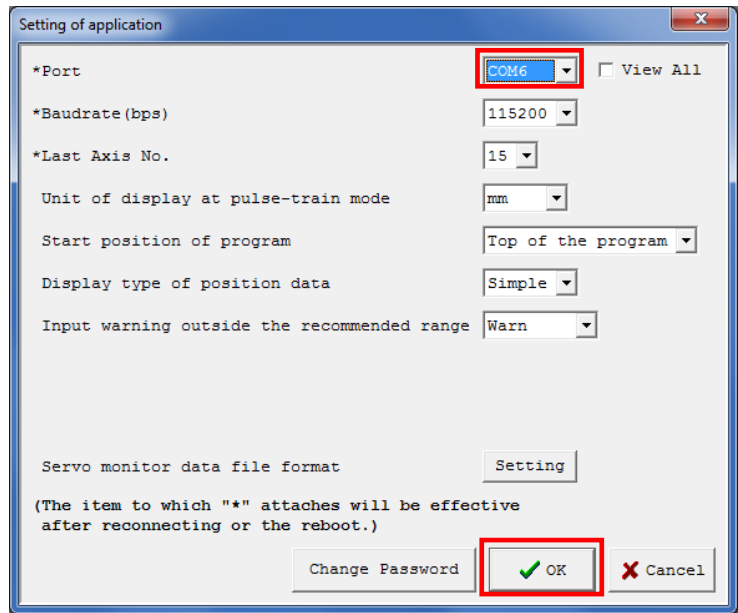 Setting of application
*Port COM6 View All
*Baudrate(bps) 115200
*Last Axis No. 15
Unit of display at pulse-train mode mm
Start position of program Top of the program
Display type of position data Simple
Input warning outside the recommended range Warn
Servo monitor data file format Setting
(The item to which "*" attaches will be effective
after reconnecting or the reboot.)
Change Password OK Cancel